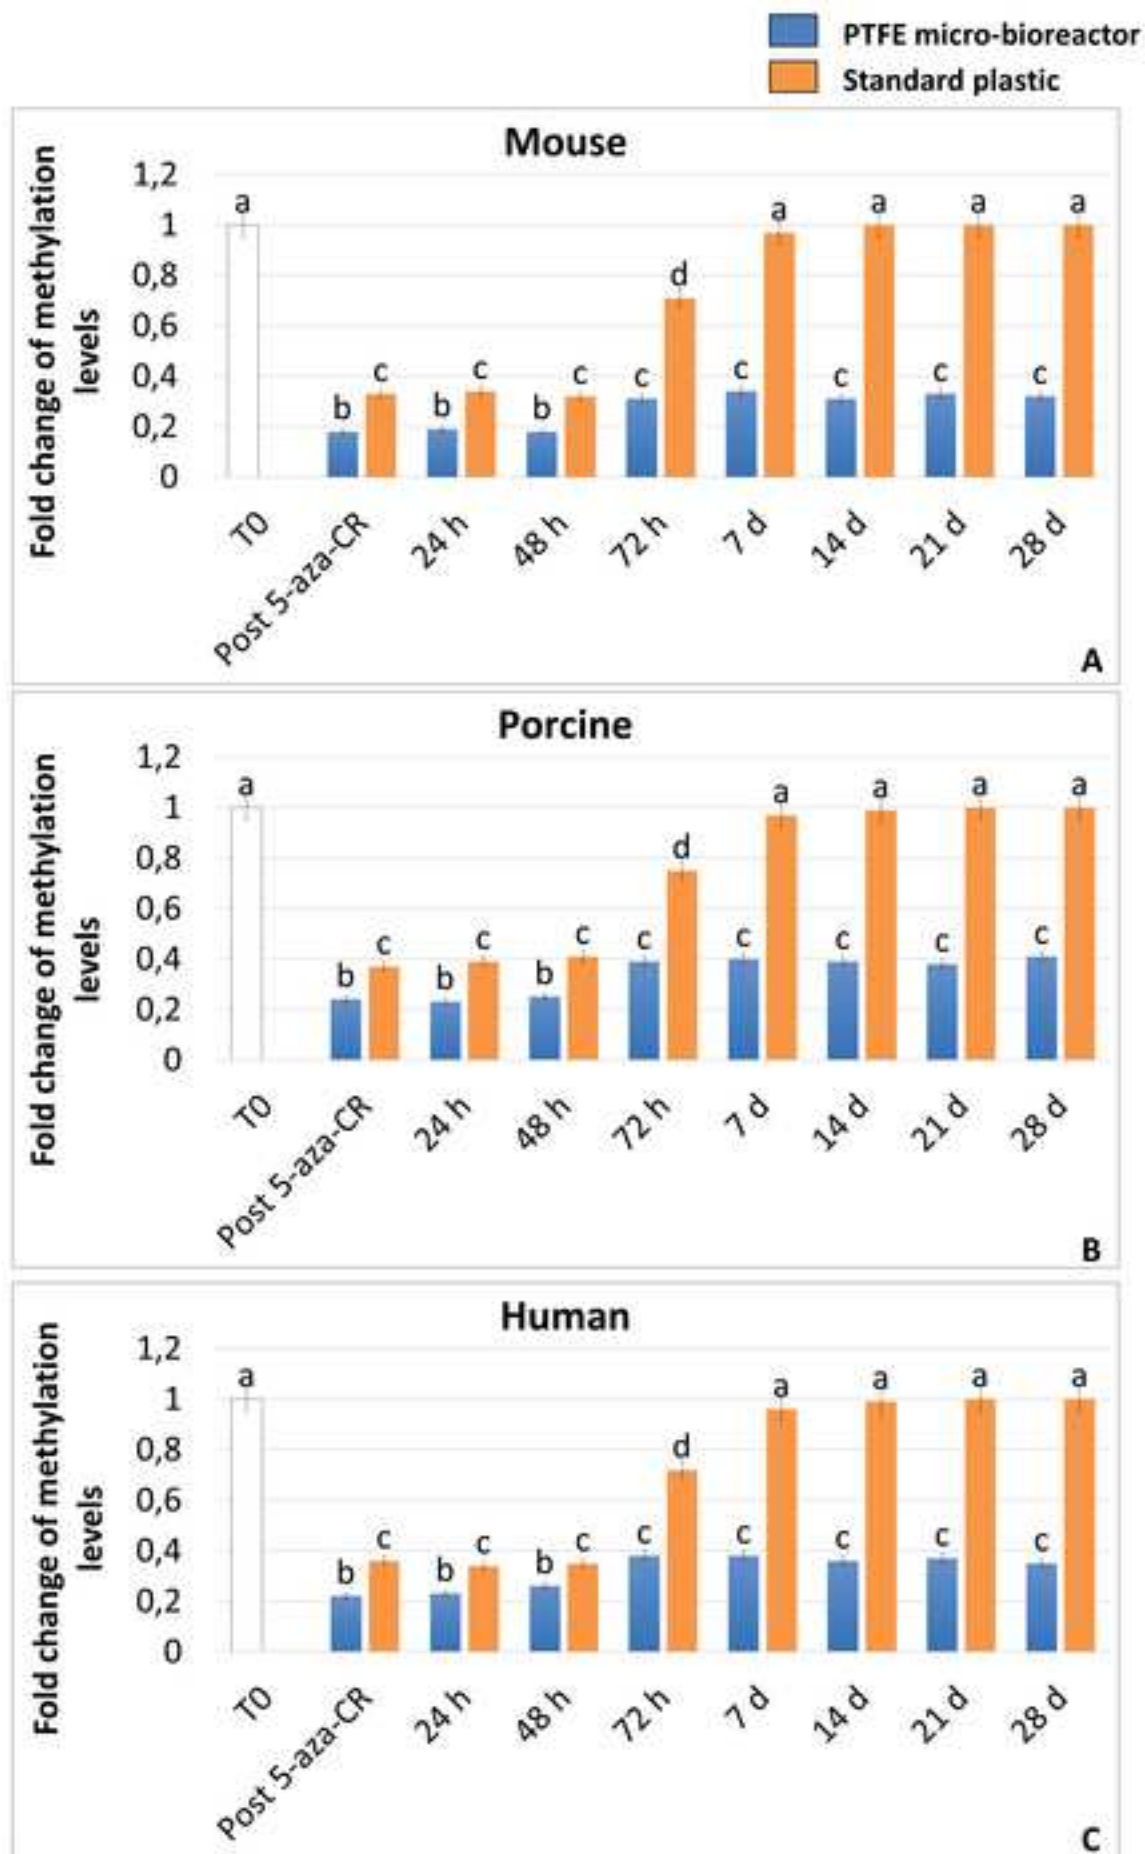 PTFE micro-bioreactor
Standard plastic
Mouse
Fold change of methylation
levels
1,2
1
0,8
0,6
0,4
0,2
0
a
b
c
b
c
b
c
c
d
c
a
c
a
c
a
c
a
T0
Post 5-aza-CR
24 h
48 h
72 h
7 d
14 d
21 d
28 d
A
Porcine
Fold change of methylation
levels
1,2
1
0,8
0,6
0,4
0,2
0
a
b
c
b
c
b
c
c
d
c
a
c
a
c
a
c
a
T0
Post 5-aza-CR
24 h
48 h
72 h
7 d
14 d
21 d
28 d
B
Human
Fold change of methylation
levels
1,2
1
0,8
0,6
0,4
0,2
0
a
b
c
b
c
b
c
c
d
c
a
c
a
c
a
c
a
T0
Post 5-aza-CR
24 h
48 h
72 h
7 d
14 d
21 d
28 d
C